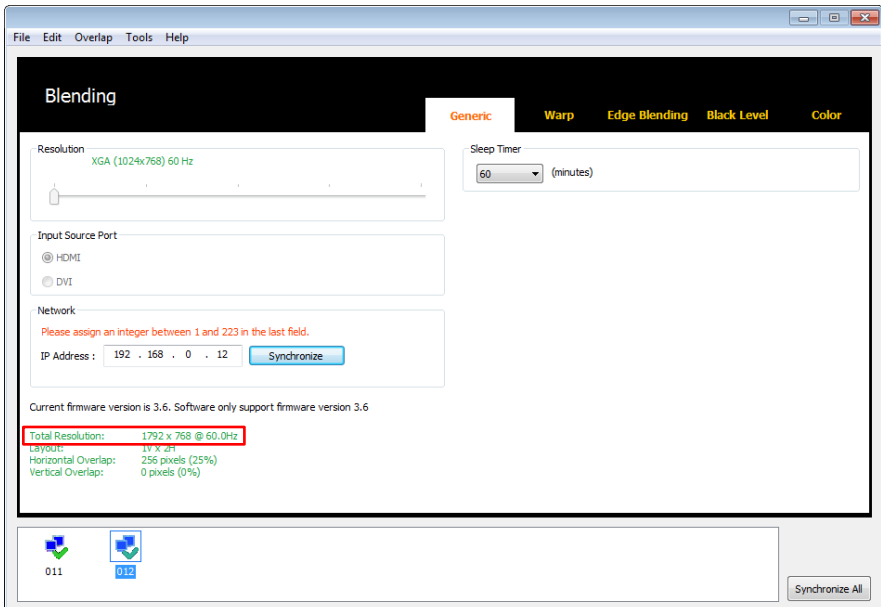 File Edit Overlap Tools Help
Blending
Generic Warp Edge Blending Black Level Color
Resolution
XGA (1024x768) 60 Hz
Sleep Timer
60 (minutes)
Input Source Port
HDMI
DVI
Network
Please assign an integer between 1 and 223 in the last field.
IP Address : 192 . 168 . 0 . 12 Synchronize
Current firmware version is 3.6. Software only support firmware version 3.6
Total Resolution: 1792 x 768 @ 60.0Hz
Layout: 1V x 2H
Horizontal Overlap: 256 pixels (25%)
Vertical Overlap: 0 pixels (0%)
011 012
Synchronize All